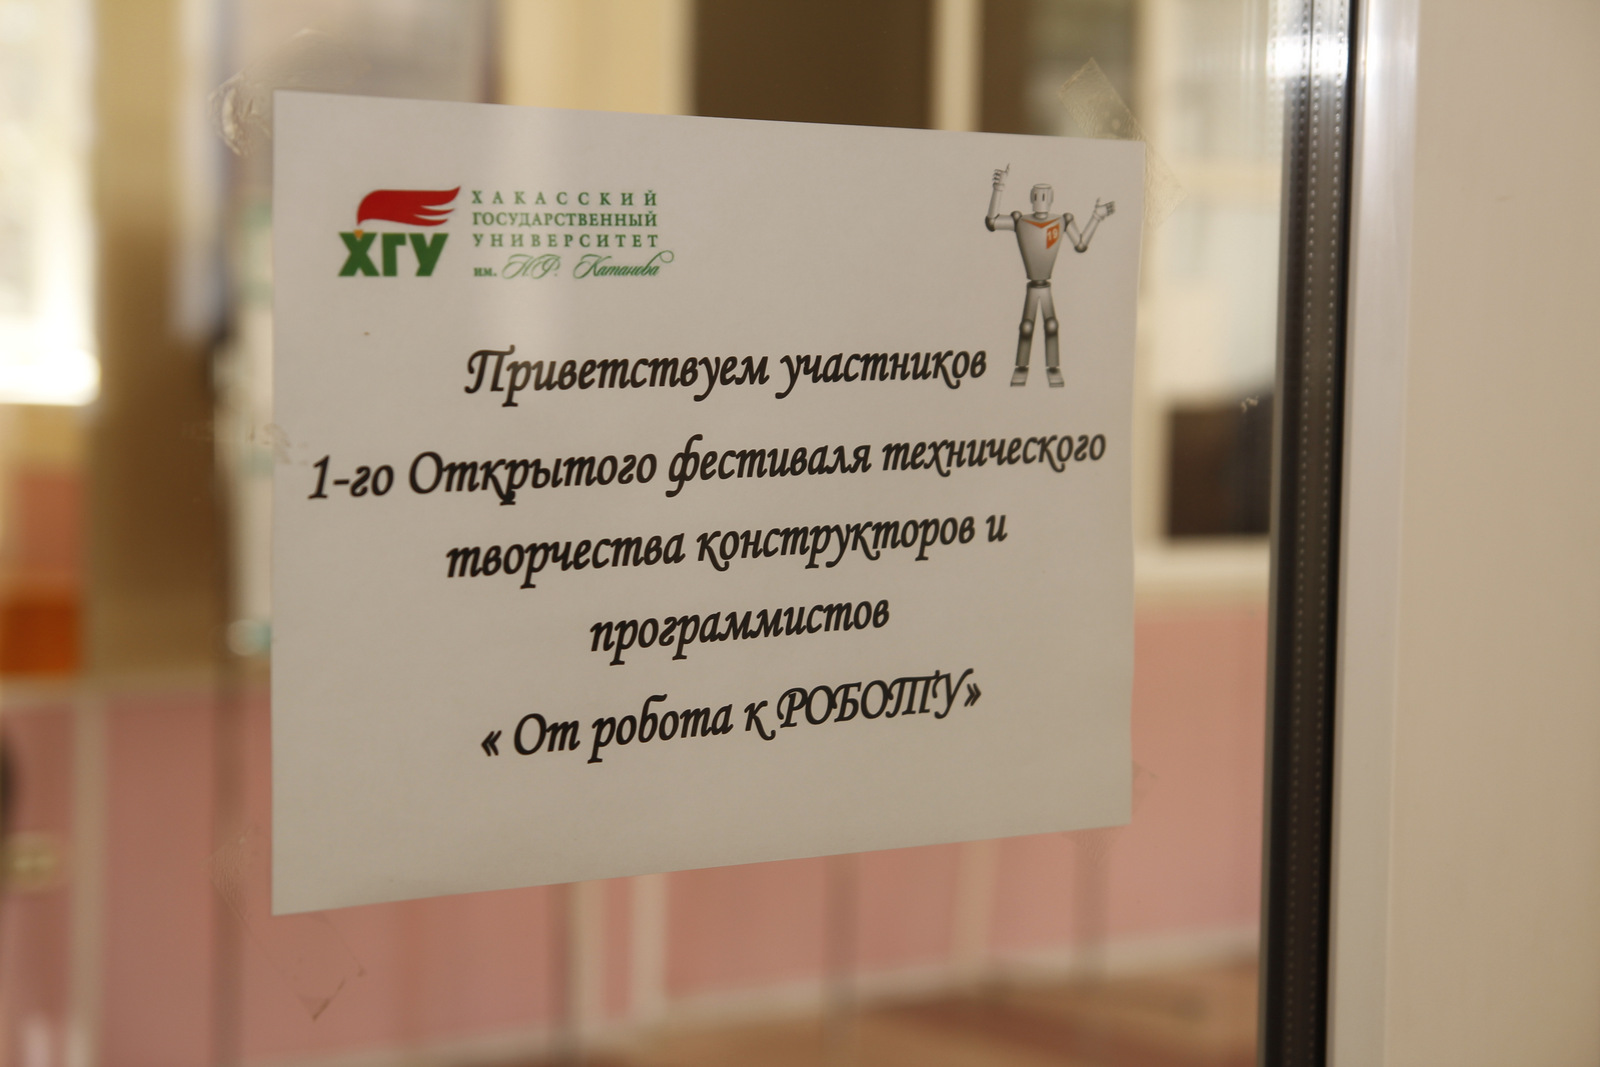 ХГУ
ХАКАССКИЙ
ГОСУДАРСТВЕННЫЙ
УНИВЕРСИТЕТ
им. Н.Ф. Катанова
19
Приветствуем участников
1-го Открытого фестиваля технического
творчества конструкторов и
программистов
« От робота к РОБОТУ»